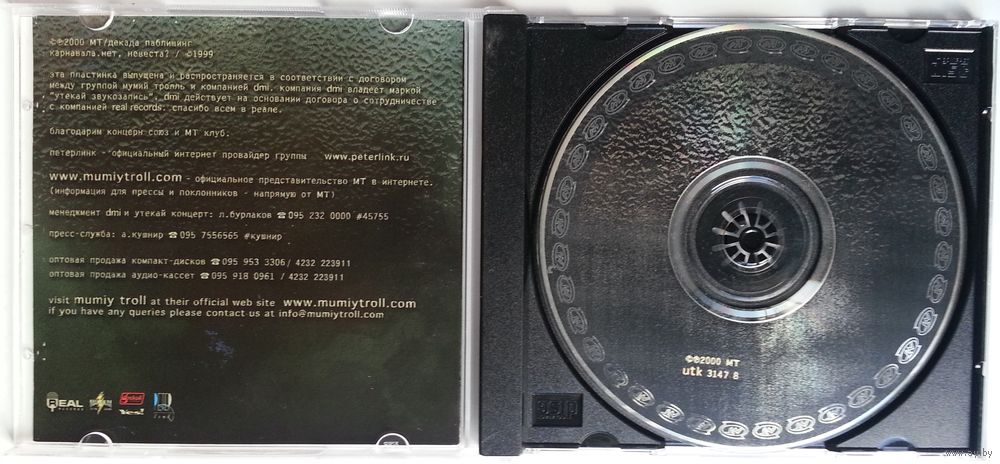 ©℗2000 МТ/декада паблишинг
карнавала.нет, невеста? / ©1999
эта пластинка выпущена и распространяется в соответствии с договором
между группой мумий тролль и компанией dmi. компания dmi владеет маркой
"утекай звукозапись". dmi действует на основании договора о сотрудничестве
с компанией real records. спасибо всем в реале.
благодарим концерн союз и МТ клуб.
петерлинк - официальный интернет провайдер группы www.peterlink.ru
www.mumiytroll.com - официальное представительство МТ в интернете.
(информация для прессы и поклонников - напрямую от МТ)
менеджмент dmi и утекай концерт: л.бурлаков ☎095 232 0000 #45755
пресс-служба: а.кушнир ☎095 7556565 #кушнир
оптовая продажа компакт-дисков ☎095 953 3306/ 4232 223911
оптовая продажа аудио-кассет ☎095 918 0961 / 4232 223911
visit mumiy troll at their official web site www.mumiytroll.com
if you have any queries please contact us at info@mumiytroll.com
REAL
RECORDS
©℗2000 МТ
utk 3147 8
disc